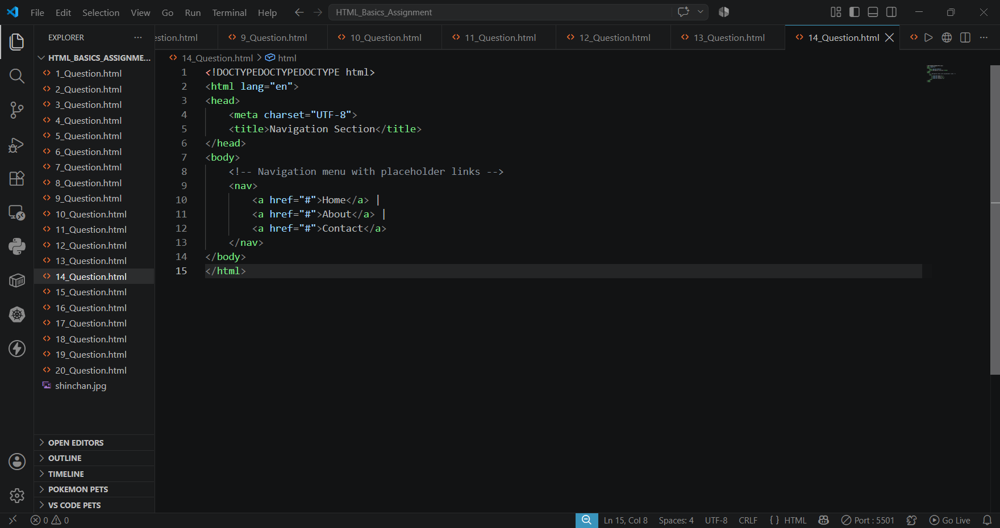 File Edit Selection View Go Run Terminal Help
HTML_Basics_Assignment
EXPLORER
estion.html
9_Question.html
10_Question.html
11_Question.html
12_Question.html
13_Question.html
14_Question.html
HTML_BASICS_ASSIGNME...
1_Question.html
2_Question.html
3_Question.html
4_Question.html
5_Question.html
6_Question.html
7_Question.html
8_Question.html
9_Question.html
10_Question.html
11_Question.html
12_Question.html
13_Question.html
14_Question.html
15_Question.html
16_Question.html
17_Question.html
18_Question.html
19_Question.html
20_Question.html
shinchan.jpg
OPEN EDITORS
OUTLINE
TIMELINE
POKEMON PETS
VS CODE PETS
14_Question.html > html
1 <!DOCTYPEDOCTYPEDOCTYPE html>
2 <html lang="en">
3 <head>
4     <meta charset="UTF-8">
5     <title>Navigation Section</title>
6 </head>
7 <body>
8     <!-- Navigation menu with placeholder links -->
9     <nav>
10         <a href="#">Home</a> |
11         <a href="#">About</a> |
12         <a href="#">Contact</a>
13     </nav>
14 </body>
15 </html>
0 0
Ln 15, Col 8 Spaces: 4 UTF-8 CRLF { } HTML Port : 5501 Go Live